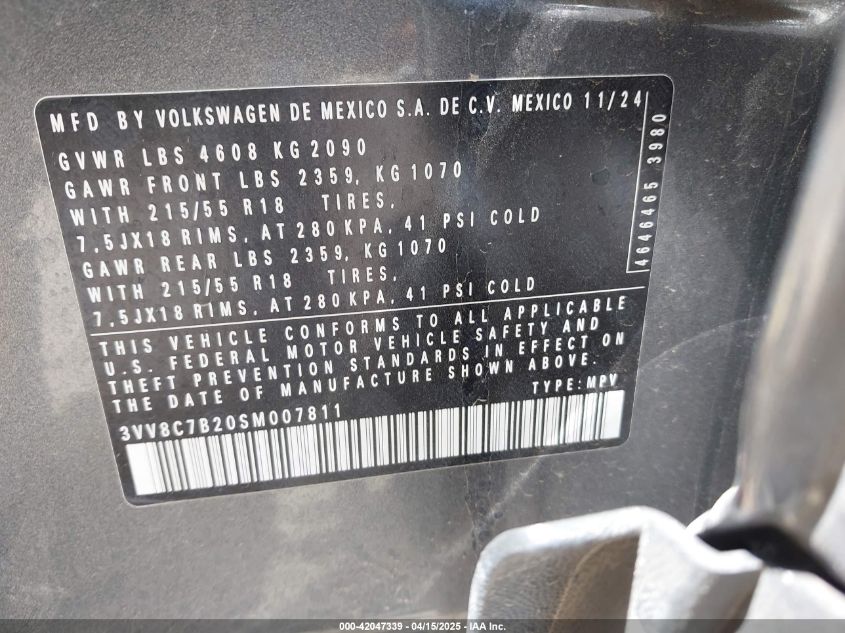 MFD BY VOLKSWAGEN DE MEXICO S.A. DE C.V. MEXICO 11/24
GVWR LBS 4608 KG 2090
GAWR FRONT LBS 2359, KG 1070
WITH 215/55 R18 TIRES,
7.5JX18 RIMS, AT 280 KPA, 41 PSI COLD
GAWR REAR LBS 2359, KG 1070
WITH 215/55 R18 TIRES,
7.5JX18 RIMS, AT 280 KPA, 41 PSI COLD
4646465 3980
THIS VEHICLE CONFORMS TO ALL APPLICABLE
U.S. FEDERAL MOTOR VEHICLE SAFETY AND
THEFT PREVENTION STANDARDS IN EFFECT ON
THE DATE OF MANUFACTURE SHOWN ABOVE.
3VV8C7B20SM007811 TYPE: MPV
000-42047339 - 04/15/2025 - IAA Inc.